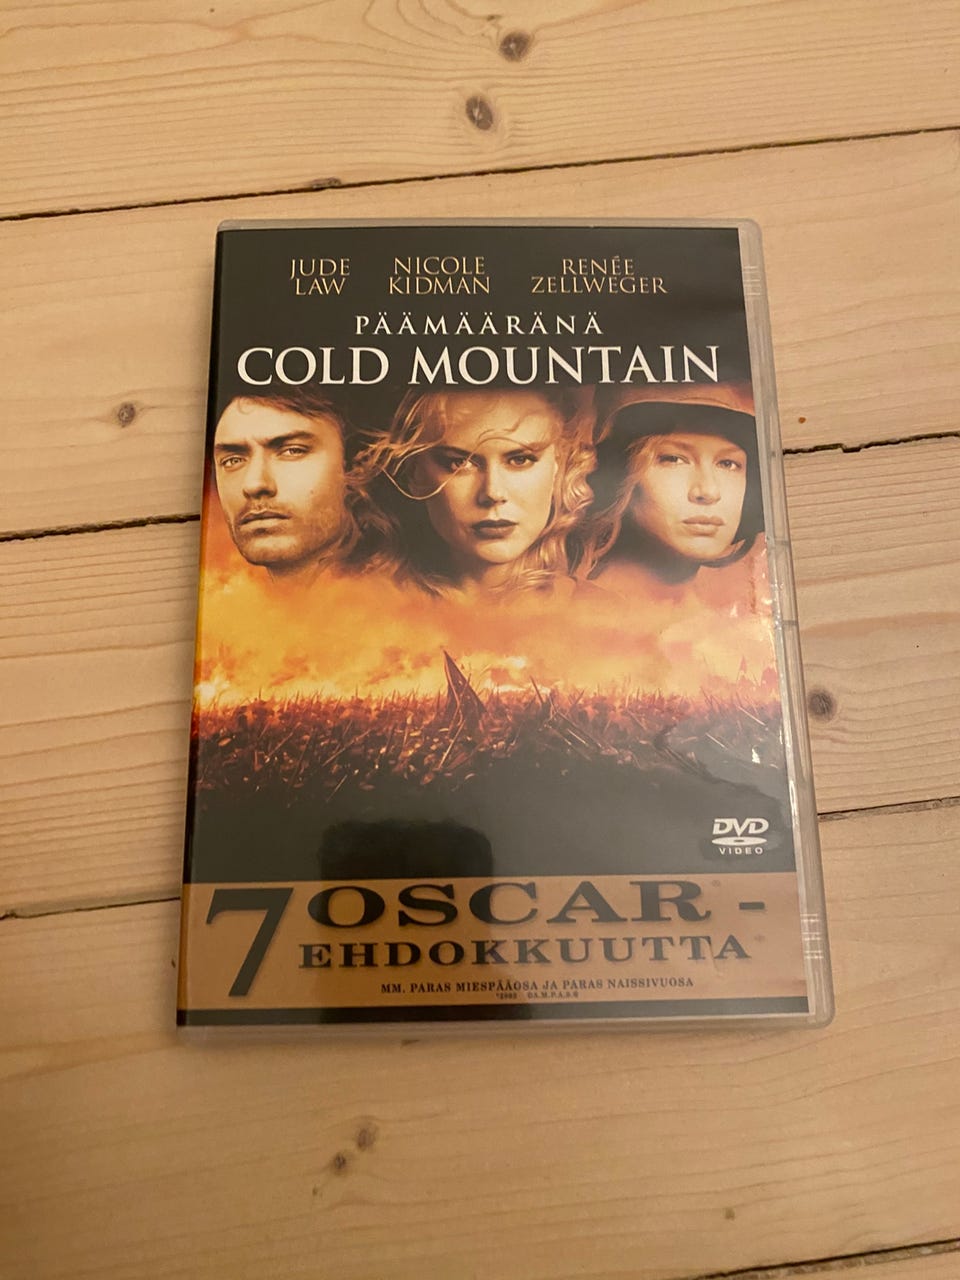 JUDE LAW
NICOLE KIDMAN
RENÉE ZELLWEGER
PÄÄMÄÄRÄNÄ
COLD MOUNTAIN
DVD
VIDEO
7 OSCAR® -
EHDOKKUUTTA*
MM. PARAS MIESPÄÄOSA JA PARAS NAISSIVUOSA
©A.M.P.A.S.®